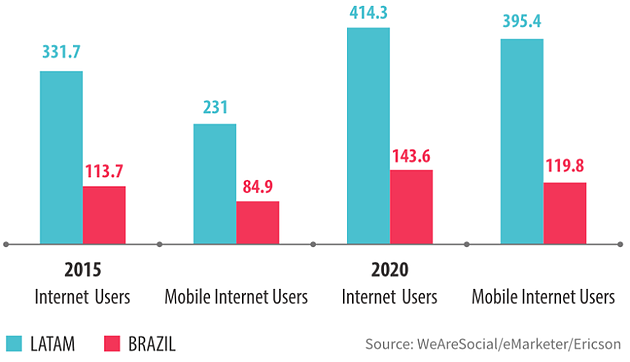 331.7
113.7
231
84.9
414.3
143.6
395.4
119.8
2015
Internet Users
Mobile Internet Users
2020
Internet Users
Mobile Internet Users
LATAM
BRAZIL
Source: WeAreSocial/eMarketer/Ericson